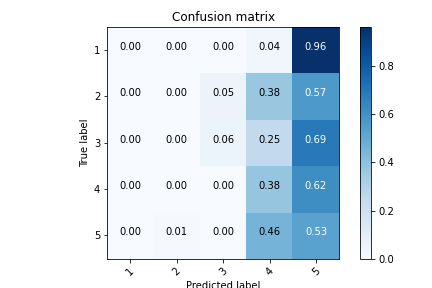 Confusion matrix
1 0.00 0.00 0.00 0.04 0.96
2 0.00 0.00 0.05 0.38 0.57
3 0.00 0.00 0.06 0.25 0.69
4 0.00 0.00 0.00 0.38 0.62
5 0.00 0.01 0.00 0.46 0.53
1 2 3 4 5
True label
Predicted label
0.8
0.6
0.4
0.2
0.0